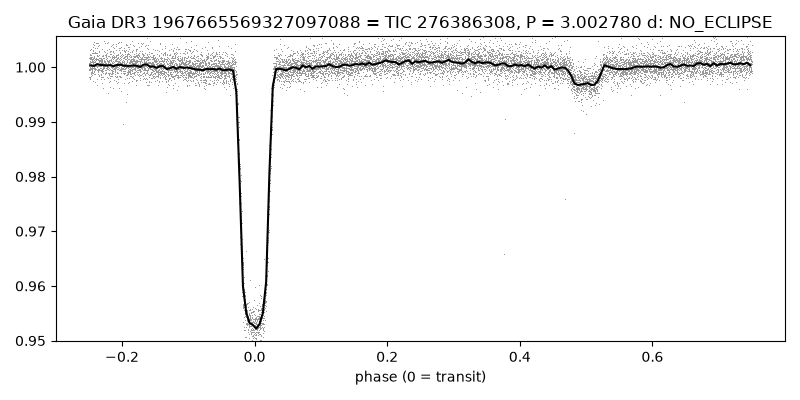 Gaia DR3 1967665569327097088 = TIC 276386308, P = 3.002780 d: NO_ECLIPSE
1.00
0.99
0.98
0.97
0.96
0.95
−0.2 0.0 0.2 0.4 0.6
phase (0 = transit)